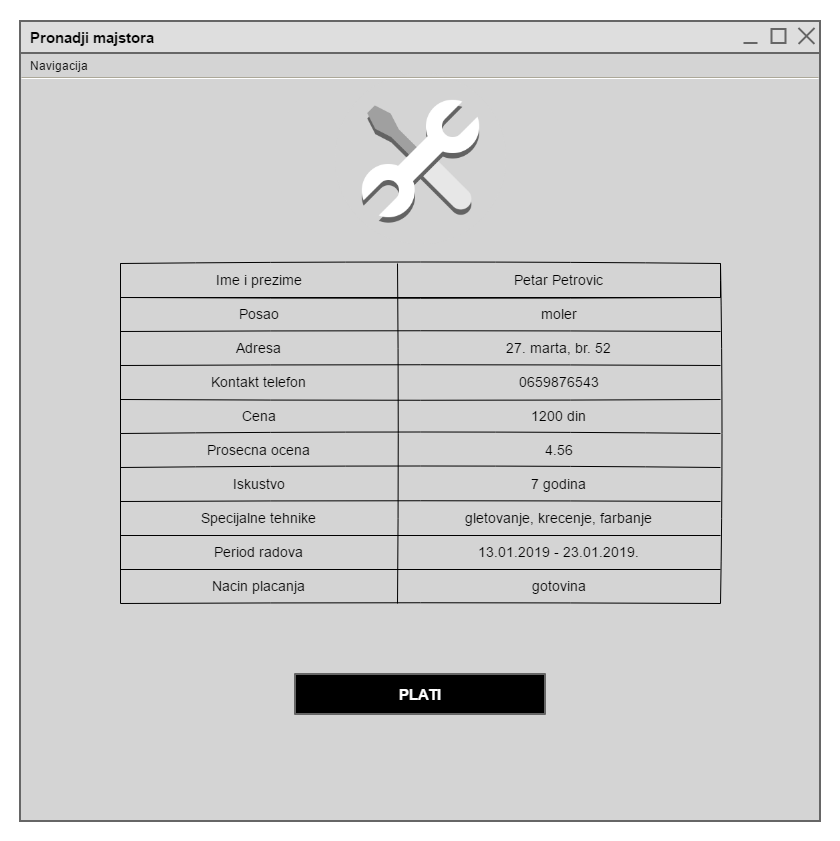 Pronadji majstora
Navigacija
Ime i prezime Petar Petrovic
Posao moler
Adresa 27. marta, br. 52
Kontakt telefon 0659876543
Cena 1200 din
Prosecna ocena 4.56
Iskustvo 7 godina
Specijalne tehnike gletovanje, krecenje, farbanje
Period radova 13.01.2019 - 23.01.2019.
Nacin placanja gotovina
PLATI